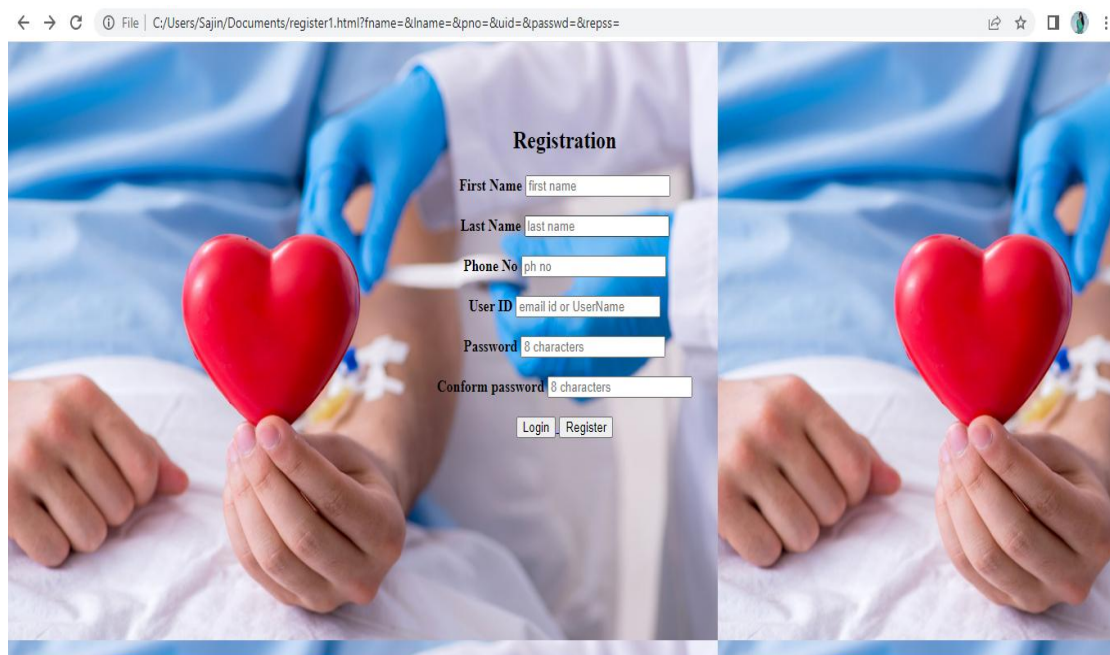 File C:/Users/Sajin/Documents/register1.html?fname=&lname=&pno=&uid=&passwd=&repss=
Registration
First Name first name
Last Name last name
Phone No ph no
User ID email id or UserName
Password 8 characters
Conform password 8 characters
Login Register